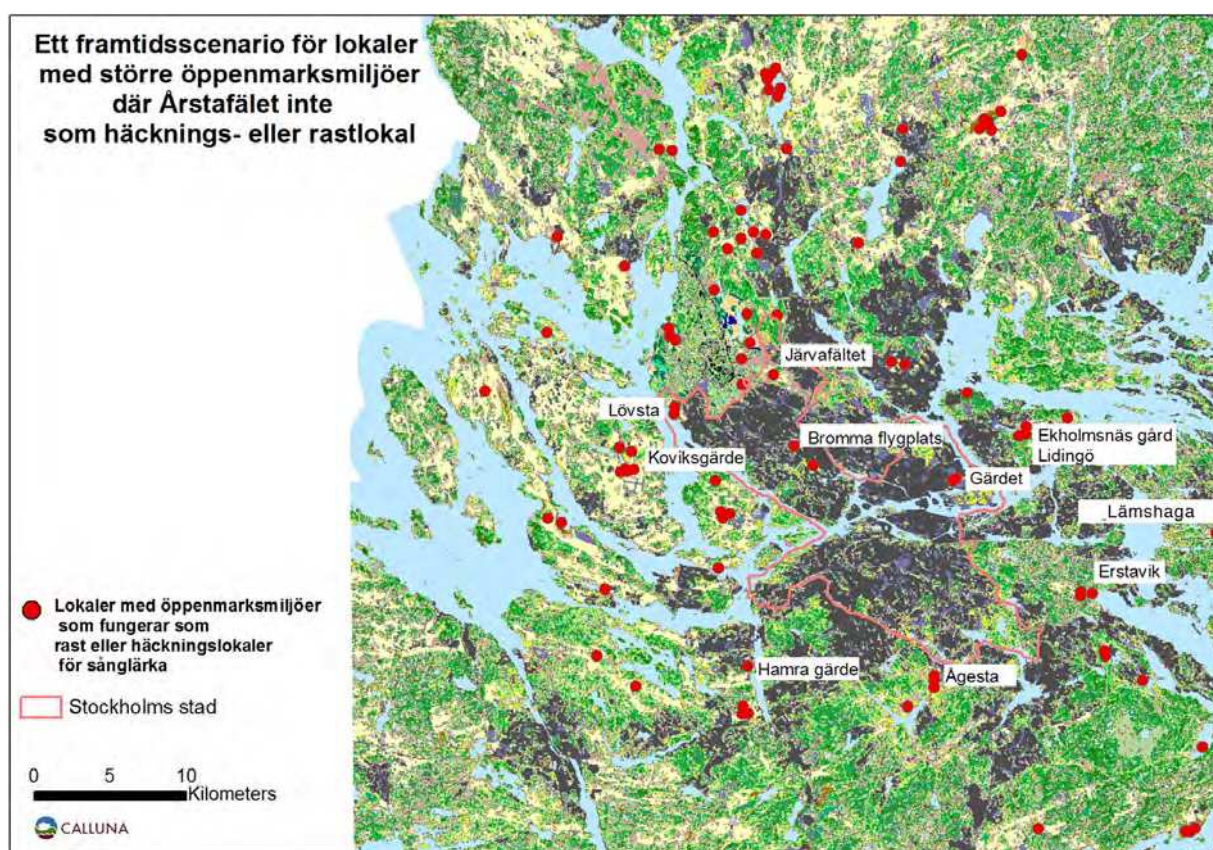 Ett framtidsscenario för lokaler
med större öppenmarksmiljöer
där Årstafälet inte
som häcknings- eller rastlokal
Järvafältet
Lövsta
Bromma flygplats
Ekholmsnäs gård
Lidingö
Koviksgärde
Gärdet
Lämshaga
Erstavik
Hamra gärde
Ågesta
Lokaler med öppenmarksmiljöer
som fungerar som
rast eller häckningslokaler
för sånglärka
Stockholms stad
0 5 10
Kilometers
CALLUNA